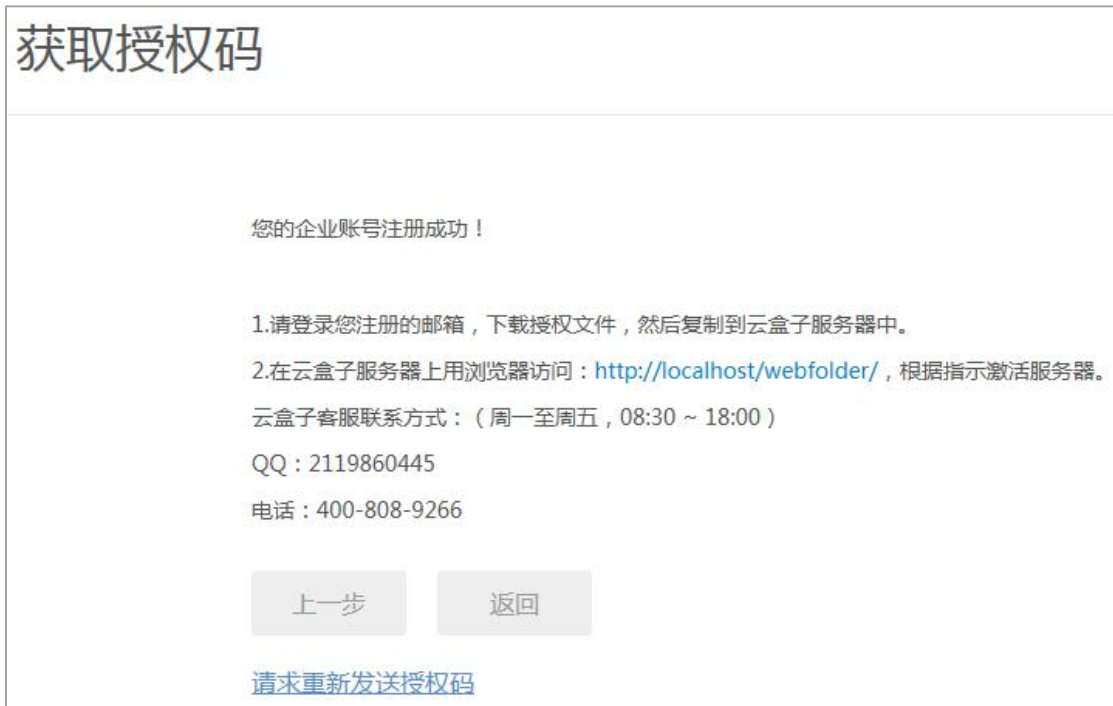 获取授权码
您的企业账号注册成功！
1.请登录您注册的邮箱，下载授权文件，然后复制到云盒子服务器中。
2.在云盒子服务器上用浏览器访问：http://localhost/webfolder/，根据指示激活服务器。
云盒子客服联系方式：（周一至周五，08:30 ~ 18:00）
QQ：2119860445
电话：400-808-9266
上一步 返回
请求重新发送授权码